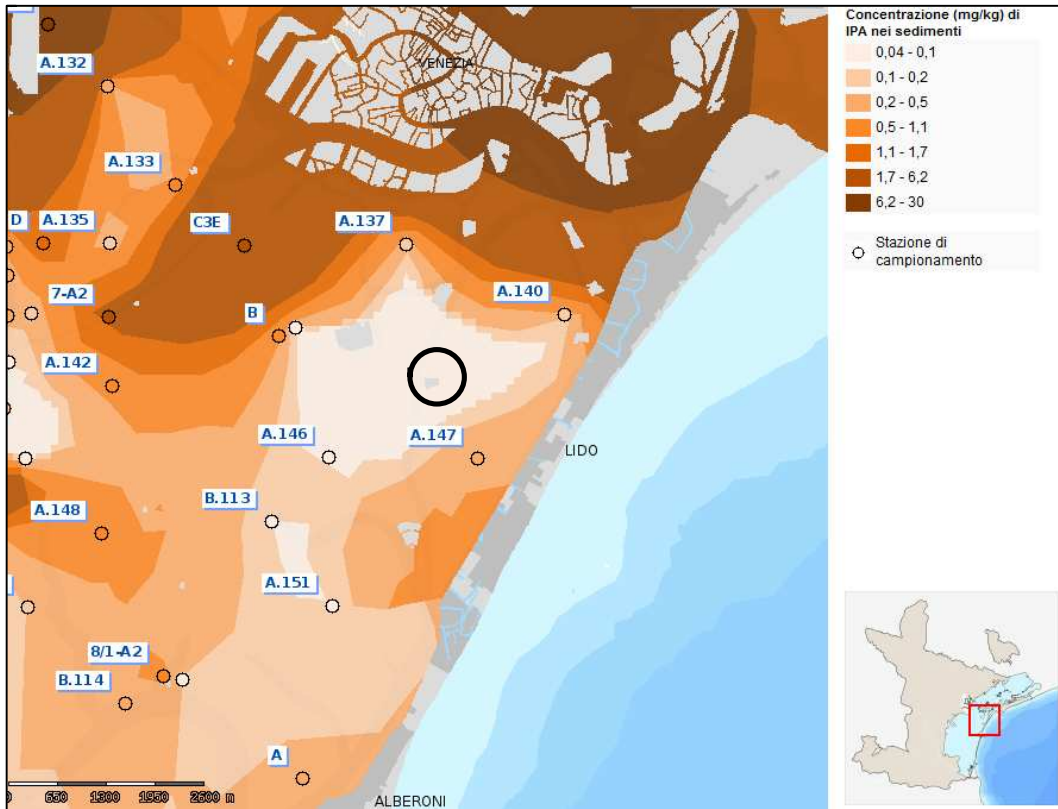 A.132
VENEZIA
A.133
D
A.135
C3E
A.137
7-A2
B
A.140
A.142
A.146
A.147
LIDO
B.113
A.148
A.151
8/1-A2
B.114
A
650 1300 1950 2600 m
ALBERONI
Concentrazione (mg/kg) di
IPA nei sedimenti
0,04 - 0,1
0,1 - 0,2
0,2 - 0,5
0,5 - 1,1
1,1 - 1,7
1,7 - 6,2
6,2 - 30
Stazione di
campionamento